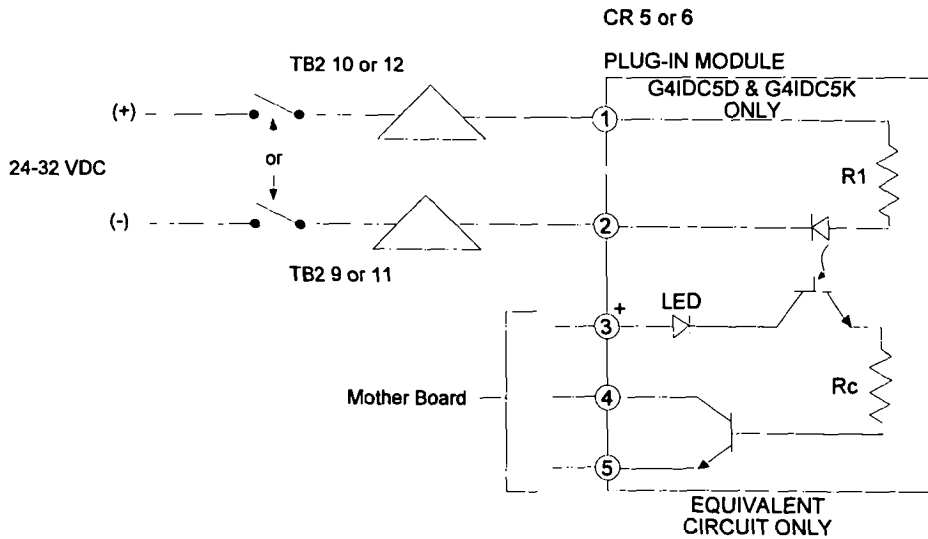 CR 5 or 6
PLUG-IN MODULE
TB2 10 or 12
G4IDC5D & G4IDC5K
ONLY
(+)
1
24-32 VDC
or
R1
(-)
2
TB2 9 or 11
LED
+
3
Mother Board
4
Rc
5
EQUIVALENT
CIRCUIT ONLY